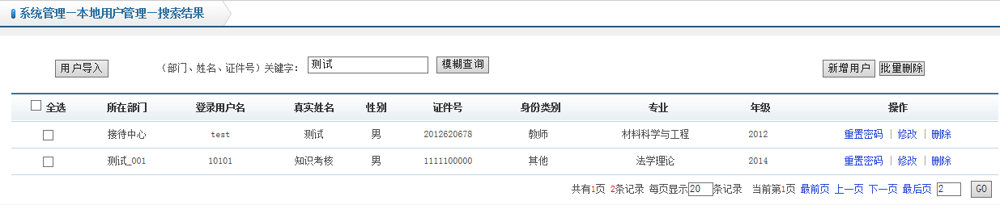 系统管理—本地用户管理—搜索结果
用户导入 （部门、姓名、证件号）关键字： 测试 模糊查询 新增用户 批量删除
全选 所在部门 登录用户名 真实姓名 性别 证件号 身份类别 专业 年级 操作
接待中心 test 测试 男 2012620678 教师 材料科学与工程 2012 重置密码 | 修改 | 删除
测试_001 10101 知识考核 男 1111100000 其他 法学理论 2014 重置密码 | 修改 | 删除
共有1页 2条记录 每页显示20条记录 当前第1页 最前页 上一页 下一页 最后页 2 GO